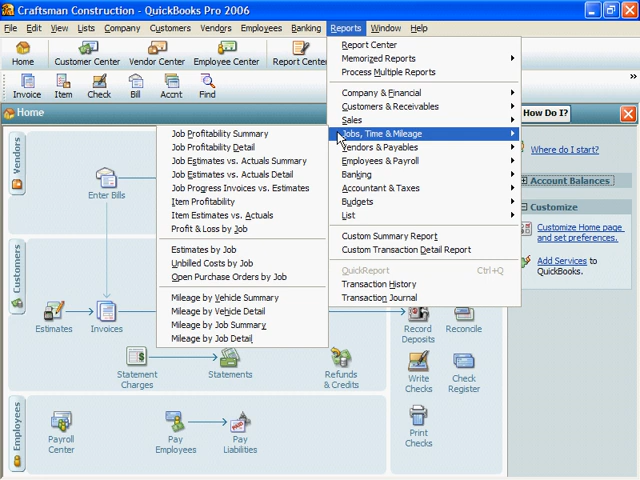 Craftsman Construction - QuickBooks Pro 2006
File Edit View Lists Company Customers Vendors Employees Banking Reports Window Help
Home Customer Center Vendor Center Employee Center Report Center
Invoice Item Check Bill Accnt Find »
Home
How Do I?
Vendors
Enter Bills
Customers
Estimates
Invoices
Statement Charges
Statements
Refunds & Credits
Employees
Payroll Center
Pay Employees
Pay Liabilities
Record Deposits
Reconcile
Write Checks
Check Register
Print Checks
Report Center
Memorized Reports
Process Multiple Reports
Company & Financial
Customers & Receivables
Sales
Jobs, Time & Mileage
Vendors & Payables
Employees & Payroll
Banking
Accountant & Taxes
Budgets
List
Custom Summary Report
Custom Transaction Detail Report
QuickReport Ctrl+Q
Transaction History
Transaction Journal
Job Profitability Summary
Job Profitability Detail
Job Estimates vs. Actuals Summary
Job Estimates vs. Actuals Detail
Job Progress Invoices vs. Estimates
Item Profitability
Item Estimates vs. Actuals
Profit & Loss by Job
Estimates by Job
Unbilled Costs by Job
Open Purchase Orders by Job
Mileage by Vehicle Summary
Mileage by Vehicle Detail
Mileage by Job Summary
Mileage by Job Detail
Where do I start?
Account Balances
Customize
Customize Home page
and set preferences.
Add Services to
QuickBooks.